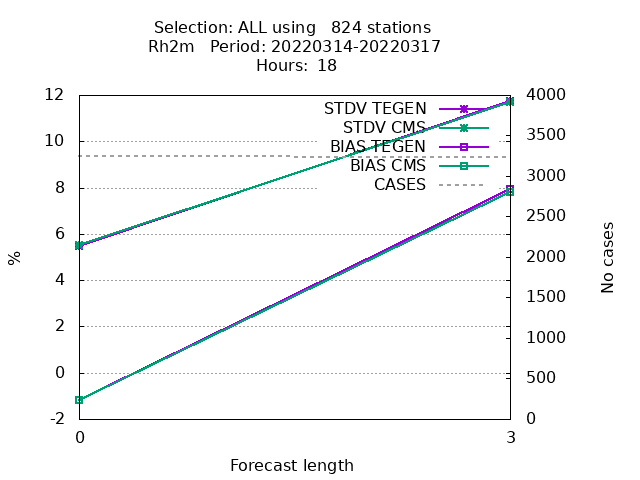 Selection: ALL using   824 stations
Rh2m   Period: 20220314-20220317
Hours: 18
STDV TEGEN
STDV CMS
BIAS TEGEN
BIAS CMS
CASES
12
10
8
6
4
2
0
-2
%
4000
3500
3000
2500
2000
1500
1000
500
0
No cases
0 3
Forecast length